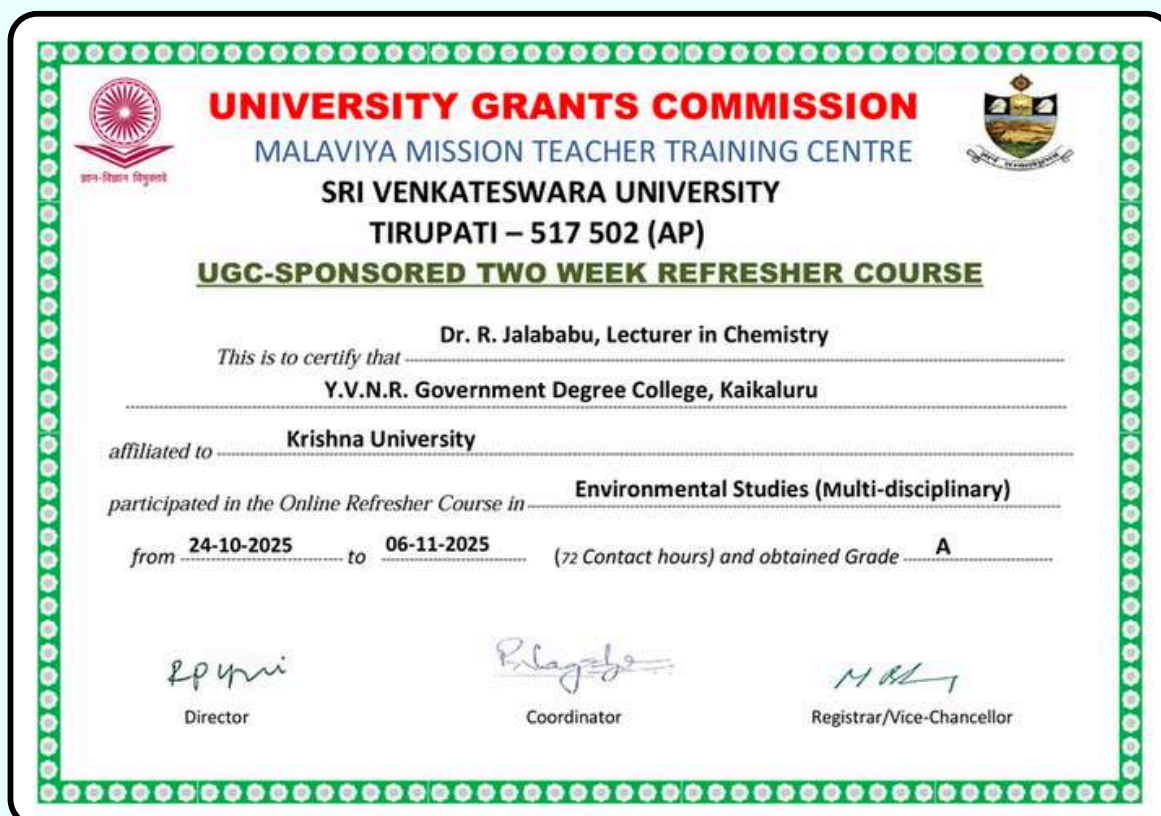 UNIVERSITY GRANTS COMMISSION
MALAVIYA MISSION TEACHER TRAINING CENTRE
ज्ञान-विज्ञान विमुक्तये
SRI VENKATESWARA UNIVERSITY
TIRUPATI – 517 502 (AP)
UGC-SPONSORED TWO WEEK REFRESHER COURSE
This is to certify that Dr. R. Jalababu, Lecturer in Chemistry
Y.V.N.R. Government Degree College, Kaikaluru
affiliated to Krishna University
participated in the Online Refresher Course in Environmental Studies (Multi-disciplinary)
from 24-10-2025 to 06-11-2025 (72 Contact hours) and obtained Grade A
Director Coordinator Registrar/Vice-Chancellor